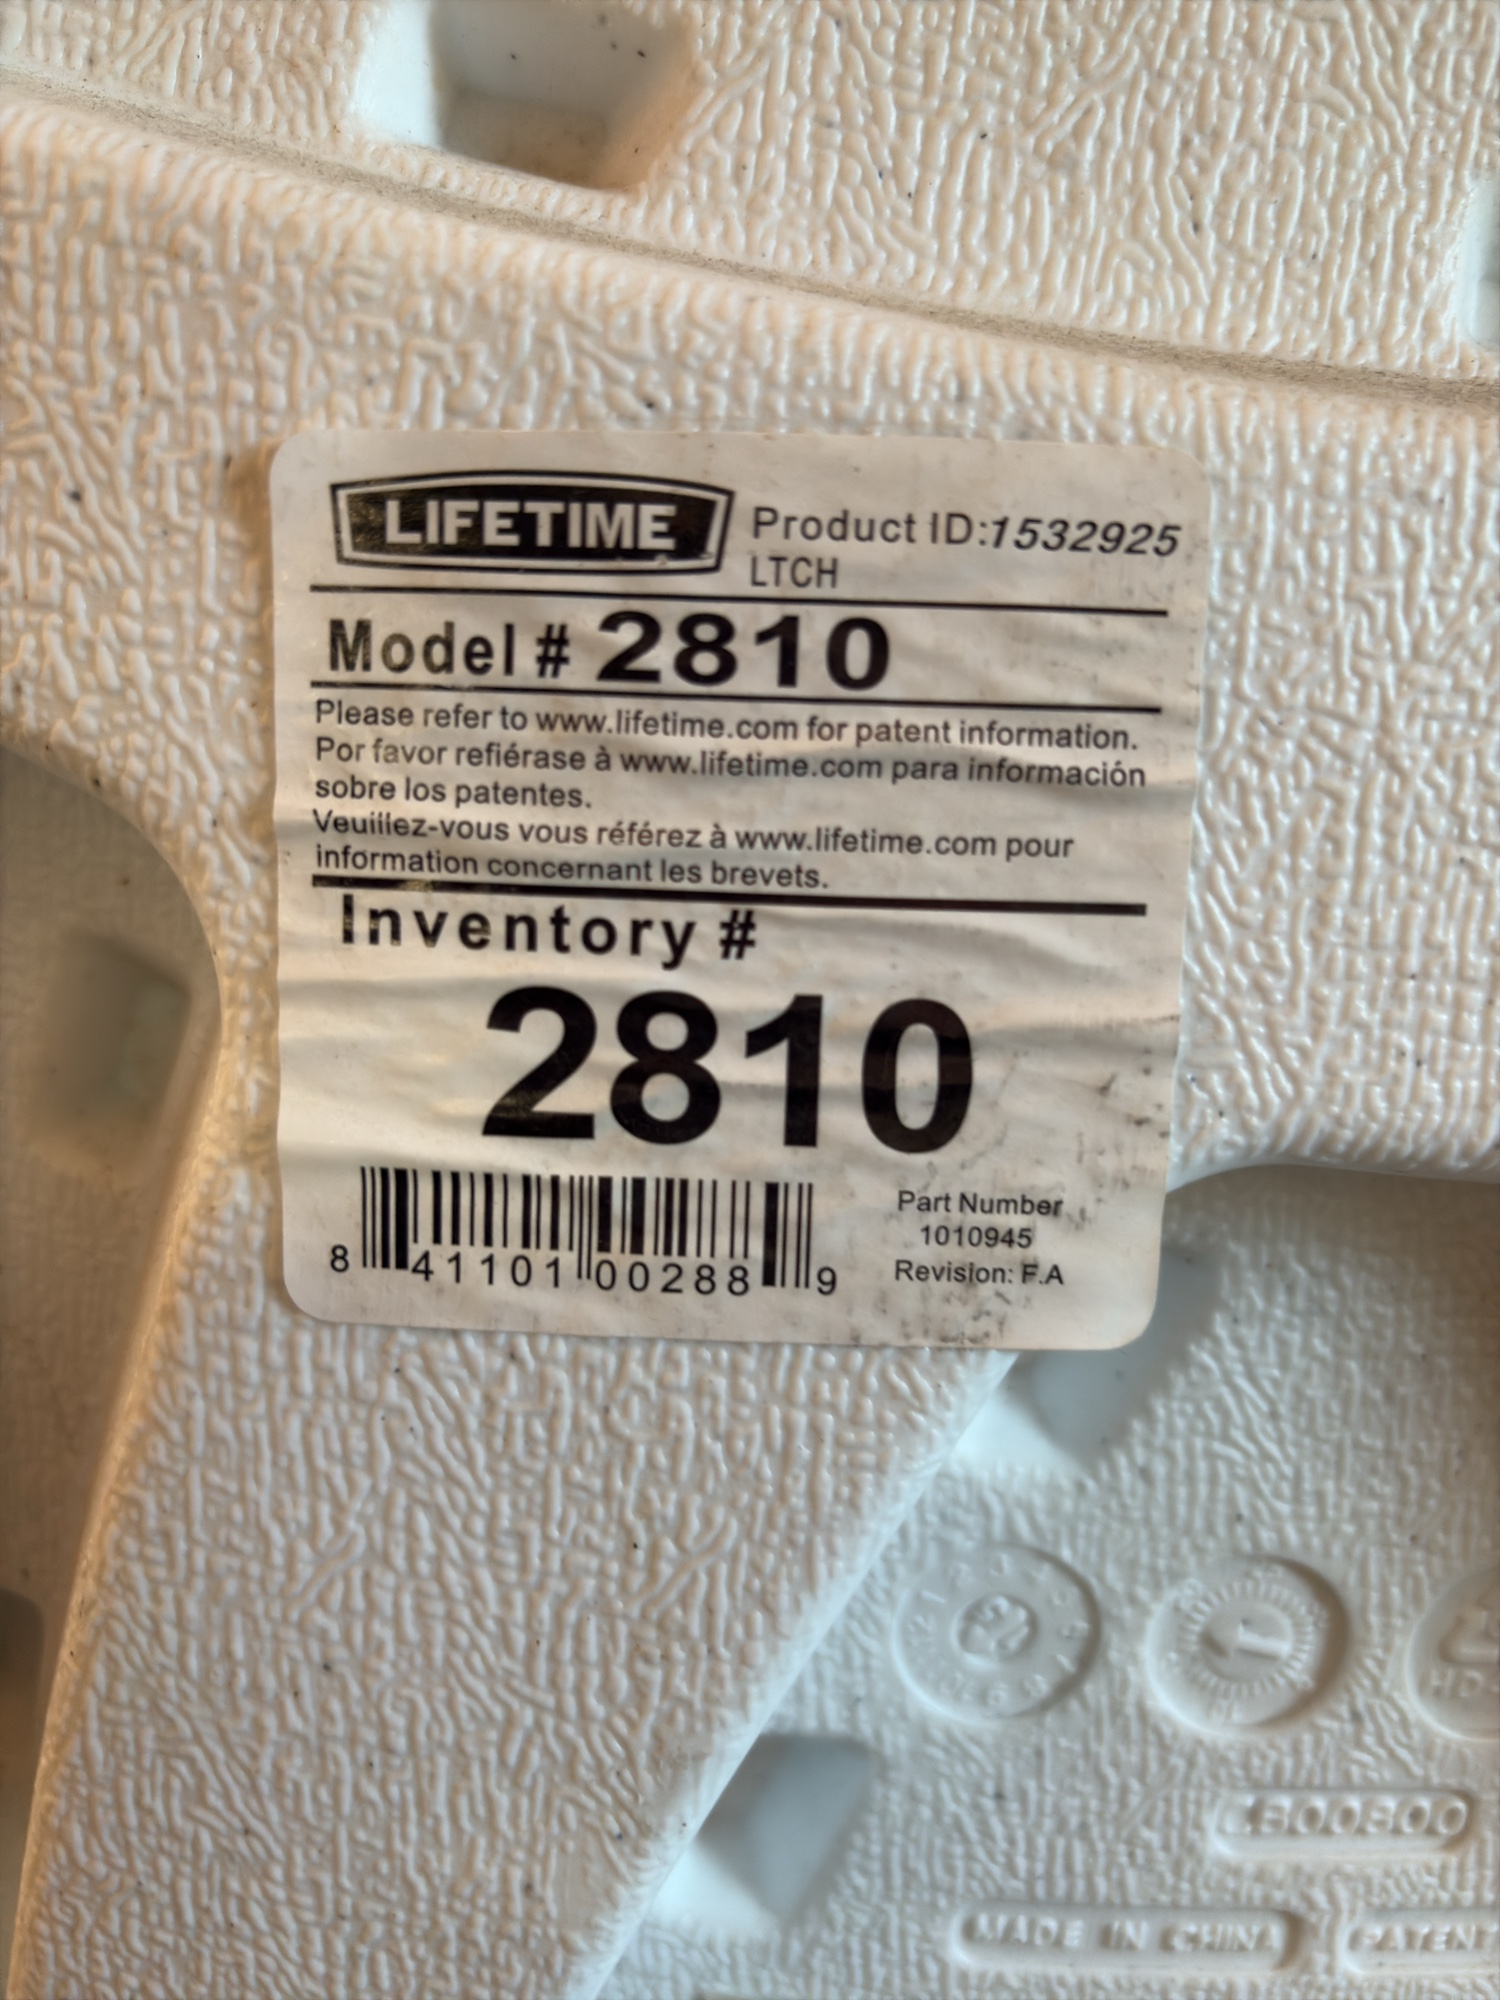 LIFETIME
Product ID:1532925
LTCH
Model # 2810
Please refer to www.lifetime.com for patent information.
Por favor refiérase à www.lifetime.com para información
sobre los patentes.
Veuillez-vous vous référez à www.lifetime.com pour
information concernant les brevets.
Inventory #
2810
8 41101 00288 9
Part Number
1010945
Revision: F.A
MADE IN CHINA